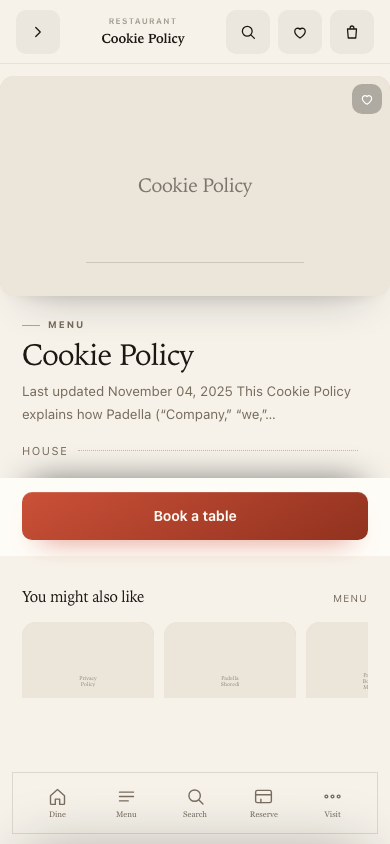 RESTAURANT
Cookie Policy
Cookie Policy
MENU
Cookie Policy
Last updated November 04, 2025 This Cookie Policy
explains how Padella (“Company,” “we,”...
HOUSE
Book a table
You might also like
MENU
Privacy
Policy
Padella
Shoredi
Dine
Menu
Search
Reserve
Visit